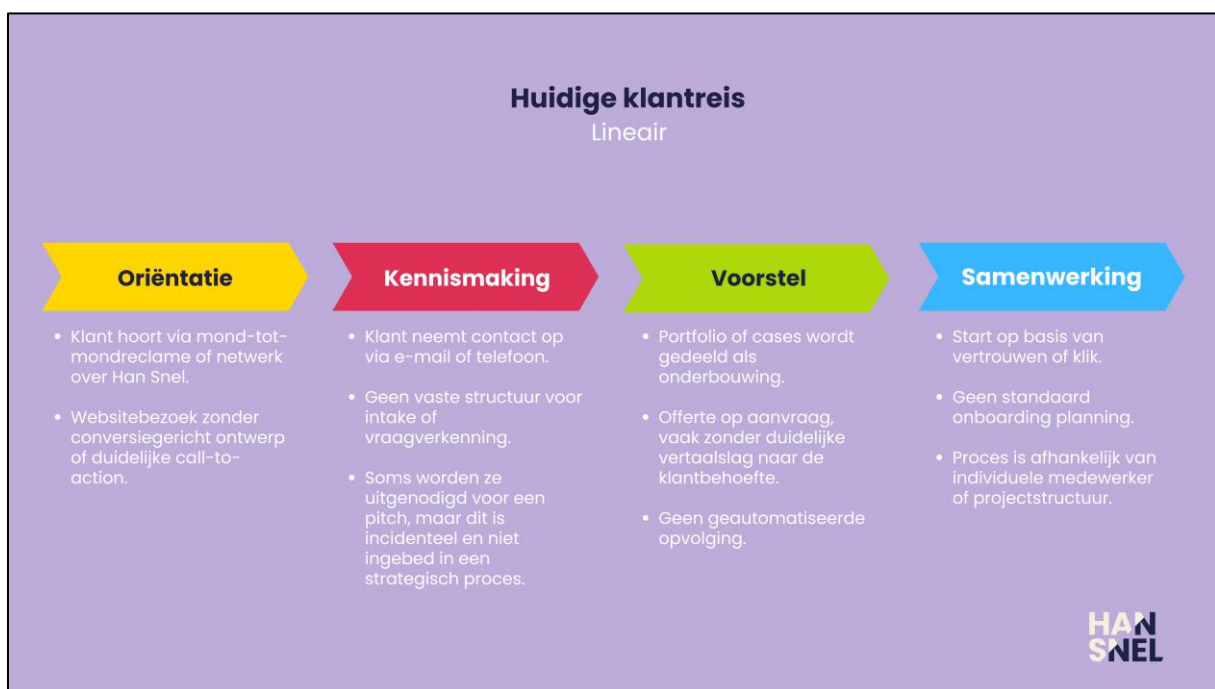 Huidige klantreis
Lineair
Oriëntatie
• Klant hoort via mond-tot-
mondreclame of netwerk
over Han Snel.
• Websitebezoek zonder
conversiegericht ontwerp
of duidelijke call-to-
action.
Kennismaking
• Klant neemt contact op
via e-mail of telefoon.
• Geen vaste structuur voor
intake of
vraagverkenning.
• Soms worden ze
uitgenodigd voor een
pitch, maar dit is
incidenteel en niet
ingebed in een
strategisch proces.
Voorstel
• Portfolio of cases wordt
gedeeld als
onderbouwing.
• Offerte op aanvraag,
vaak zonder duidelijke
vertaalslag naar de
klantbehoefte.
• Geen geautomatiseerde
opvolging.
Samenwerking
• Start op basis van
vertrouwen of klik.
• Geen standaard
onboarding planning.
• Proces is afhankelijk van
individuele medewerker
of projectstructuur.
HAN
SNEL